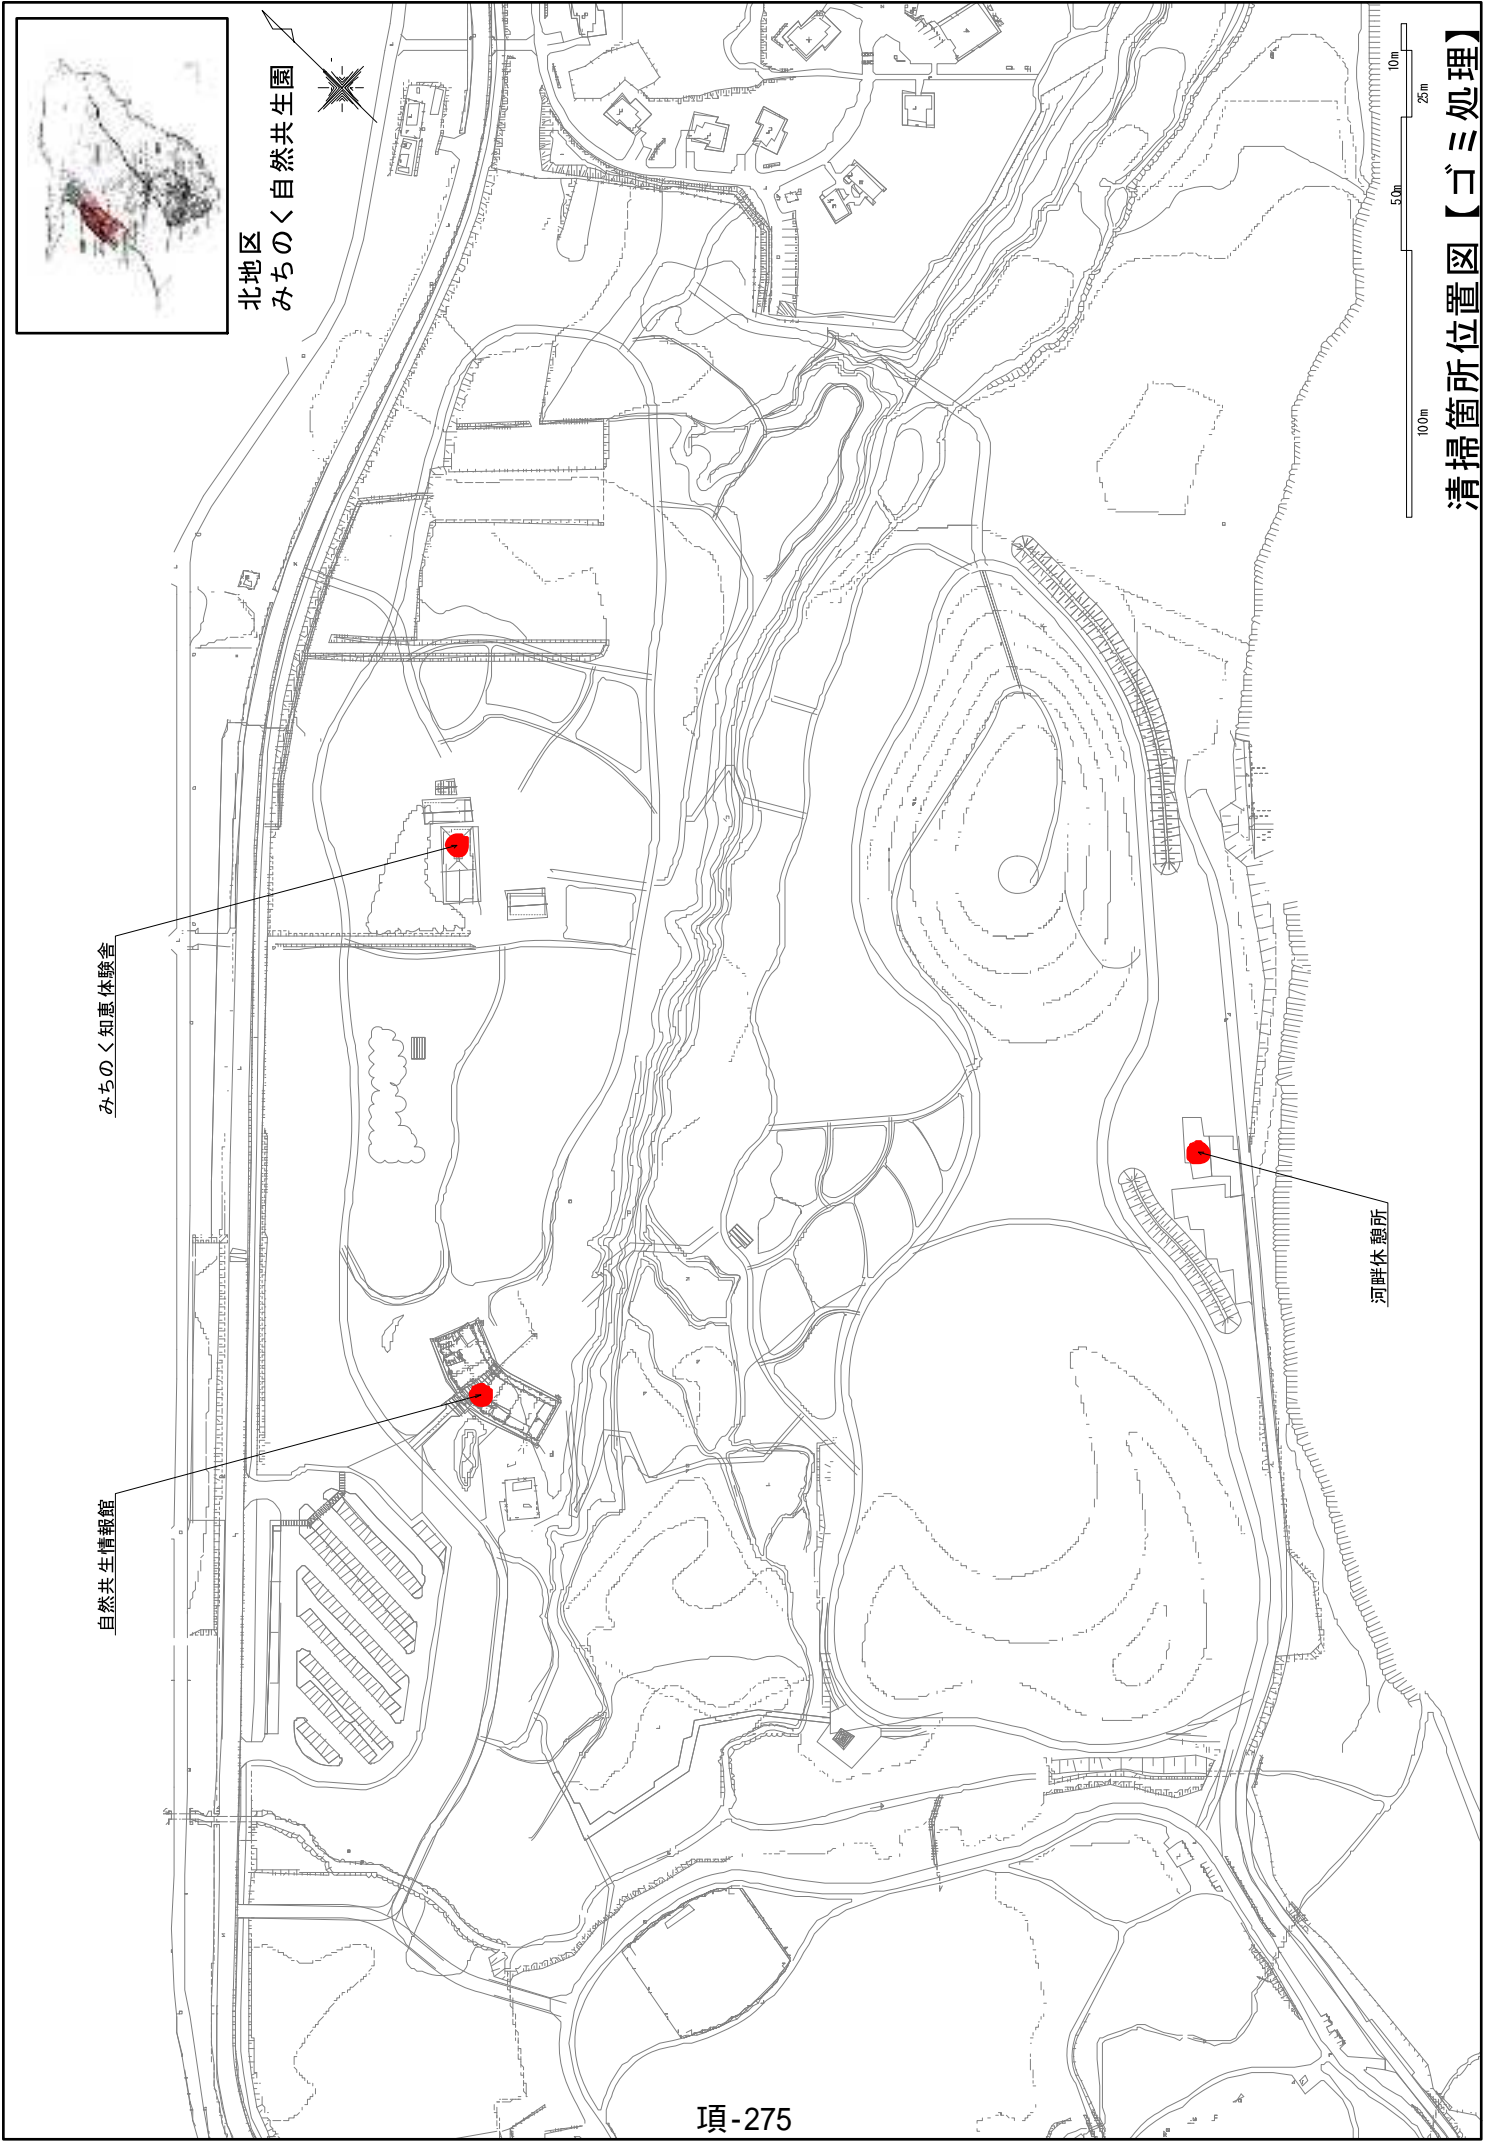 清掃箇所位置図【ゴミ処理】
北地区
みちのく自然共生園
10m
25m
50m
100m
みちのく知恵体験舎
自然共生情報館
河畔休憩所
項-275